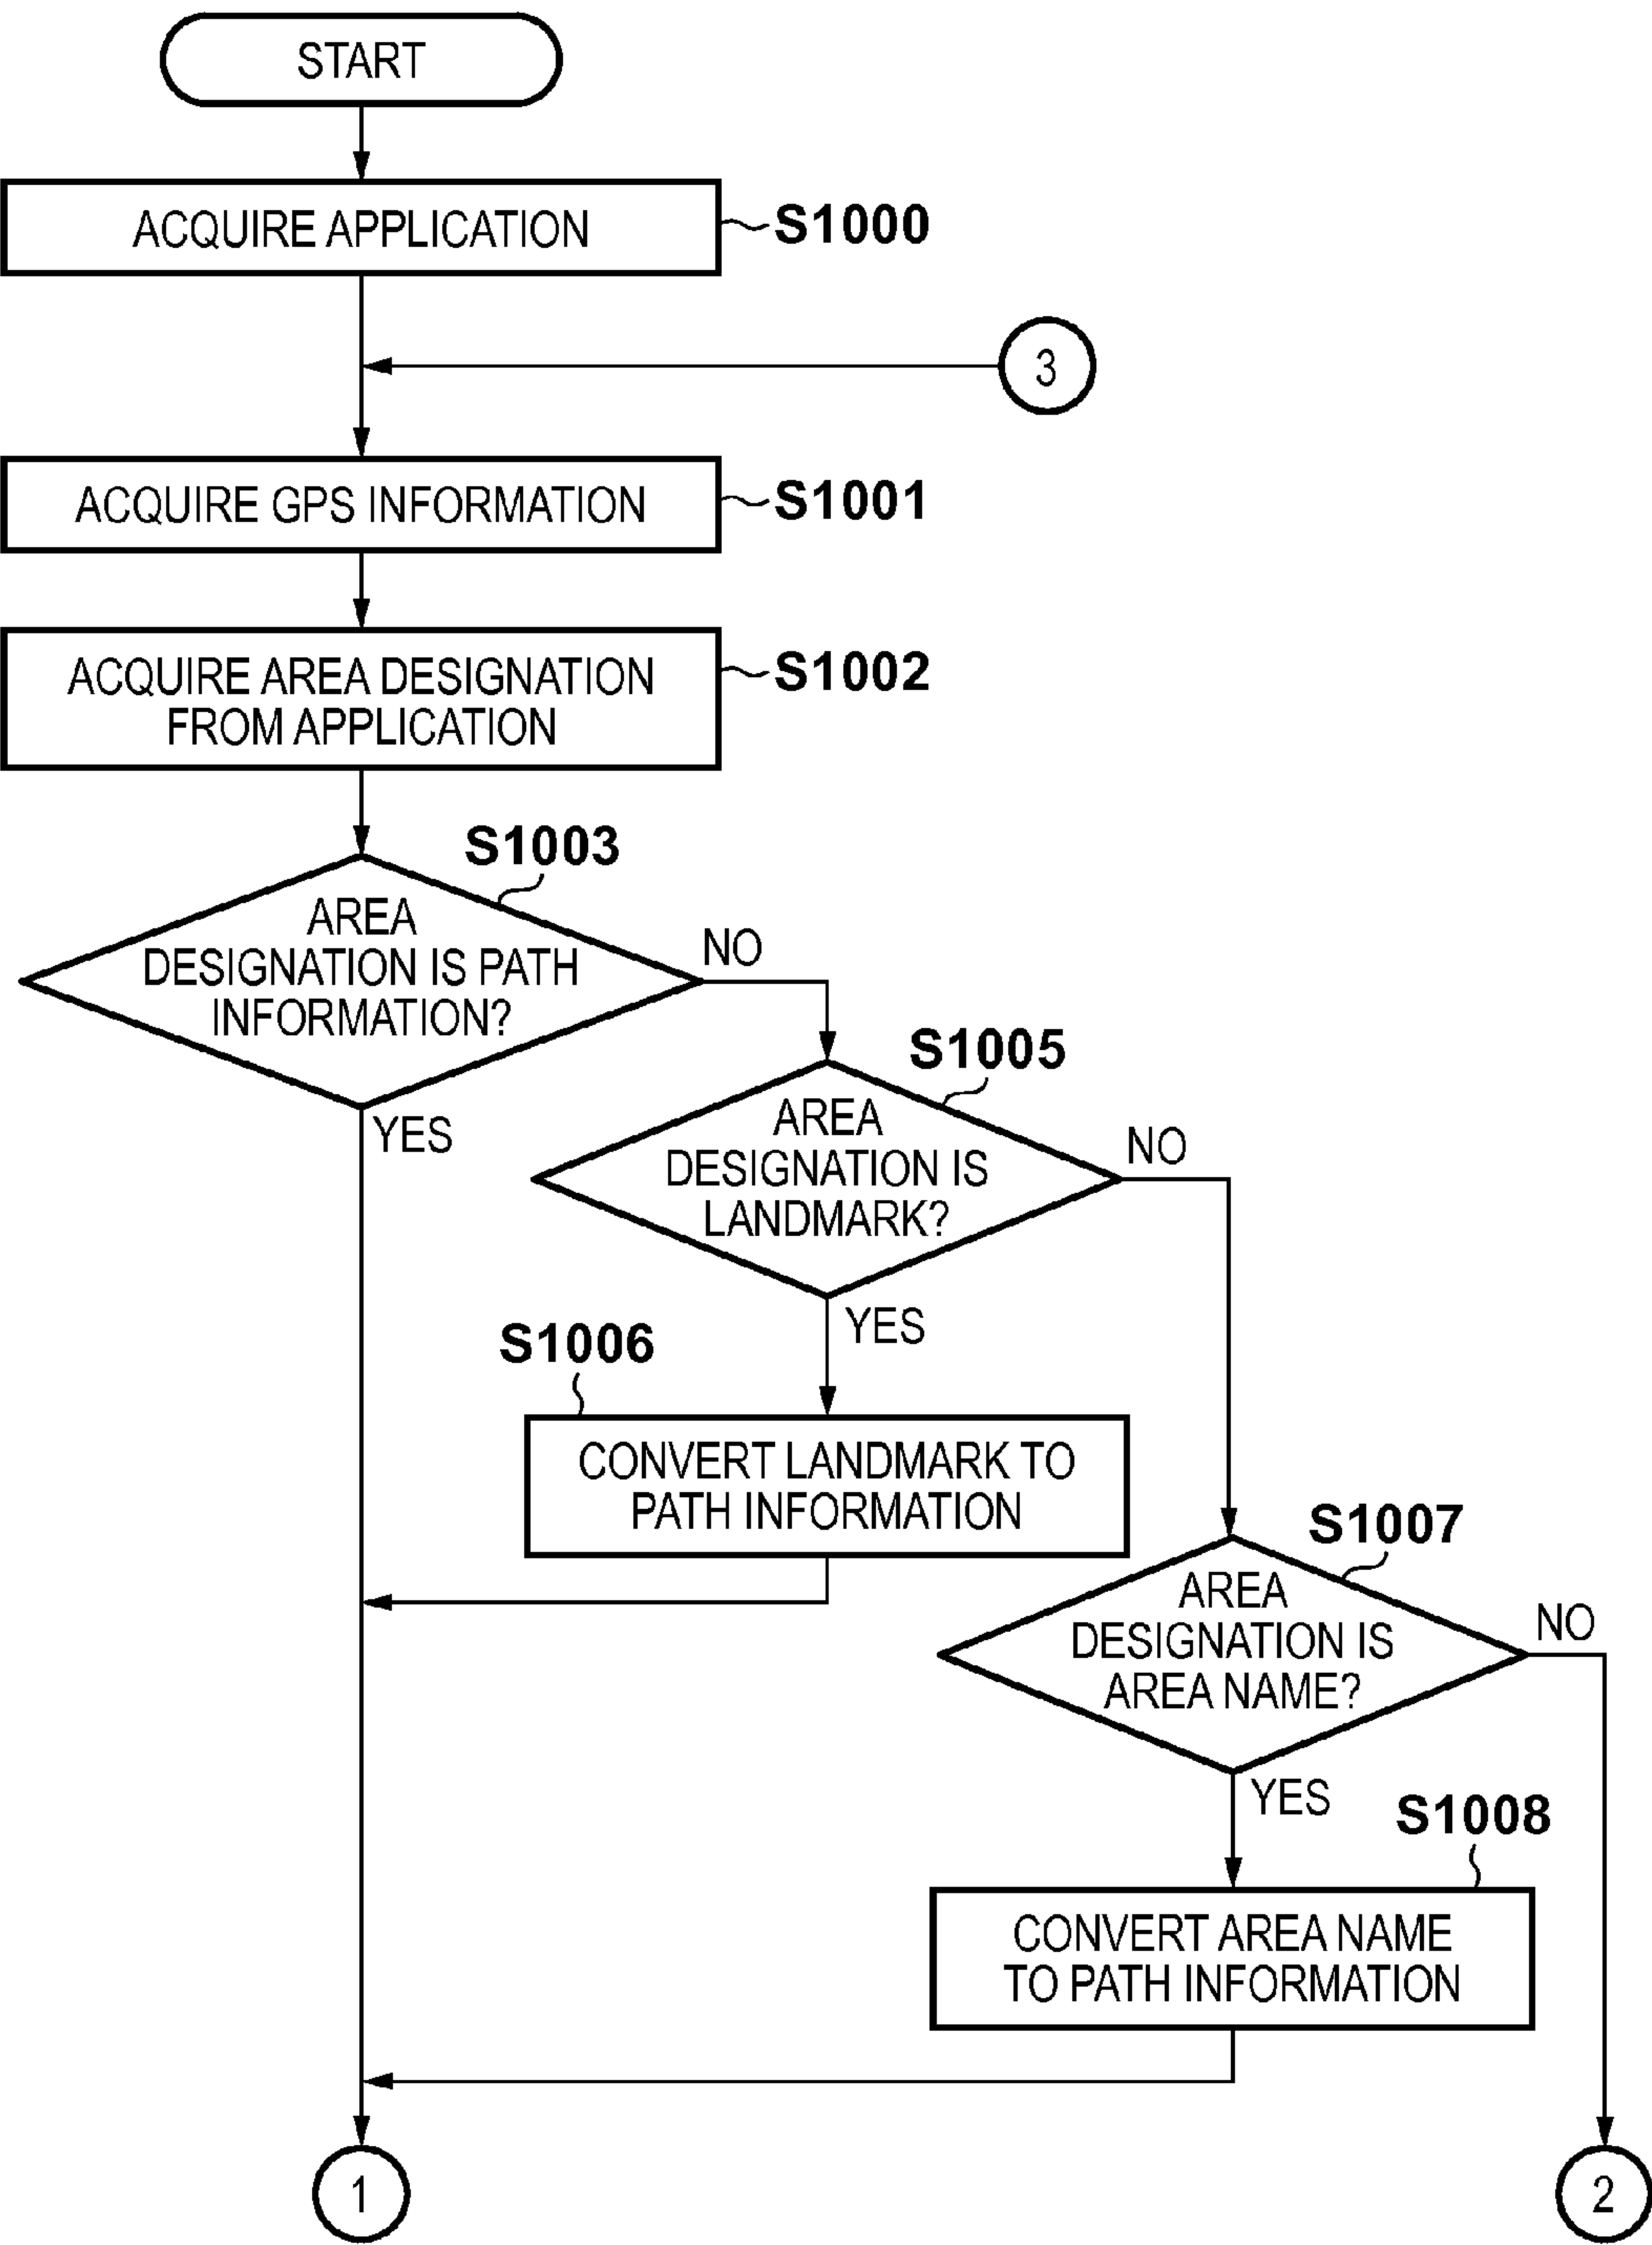 START
ACQUIRE APPLICATION
S1000
3
ACQUIRE GPS INFORMATION
S1001
ACQUIRE AREA DESIGNATION
FROM APPLICATION
S1002
S1003
AREA
DESIGNATION IS PATH
INFORMATION?
NO
YES
S1005
AREA
DESIGNATION IS
LANDMARK?
NO
YES
S1006
CONVERT LANDMARK TO
PATH INFORMATION
S1007
AREA
DESIGNATION IS
AREA NAME?
NO
YES
S1008
CONVERT AREA NAME
TO PATH INFORMATION
1
2